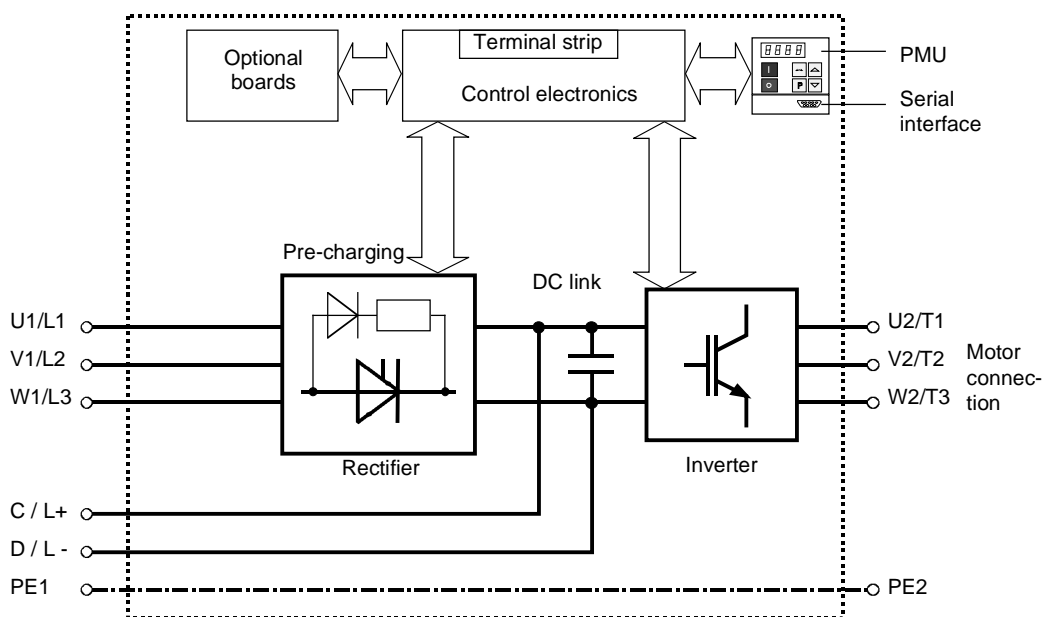 Optional
boards
Terminal strip
Control electronics
8888
I
O
P
PMU
Serial
interface
Pre-charging
DC link
U1/L1
V1/L2
W1/L3
U2/T1
V2/T2
W2/T3
Motor
connec-
tion
Rectifier
Inverter
C / L+
D / L -
PE1
PE2